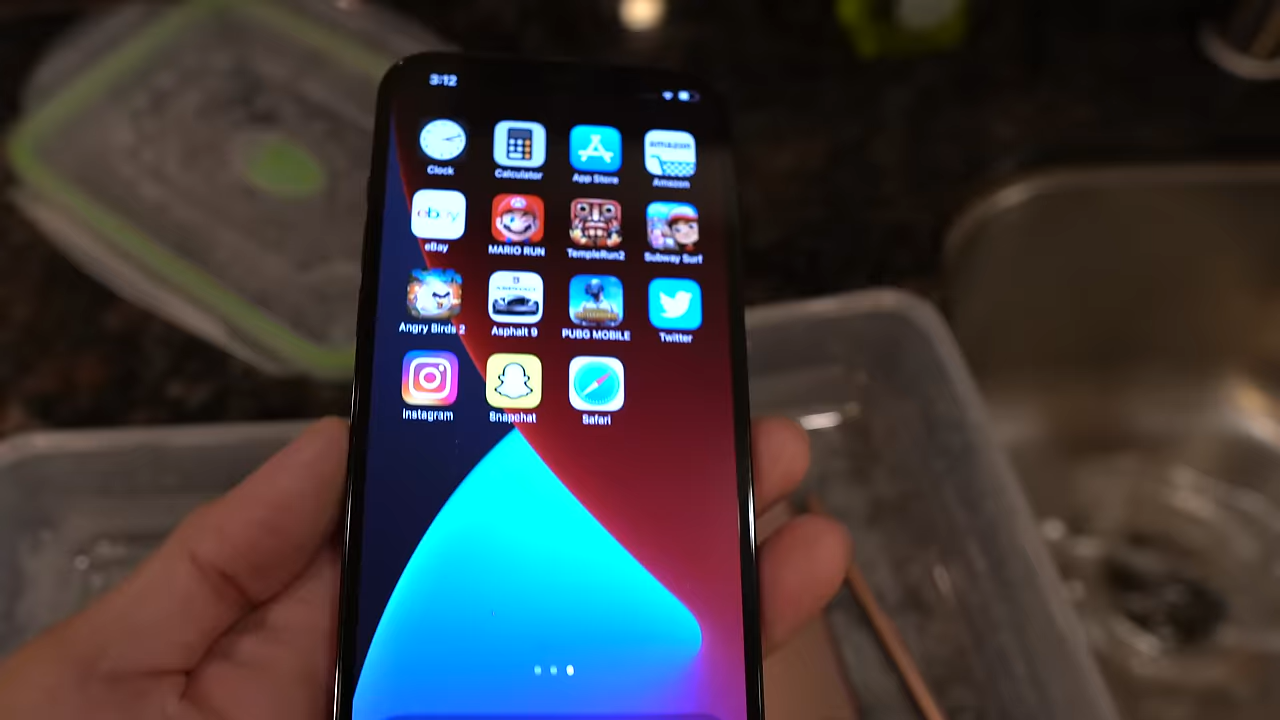 3:12
Clock
Calculator
App Store
amazon
Amazon
ebay
eBay
MARIO RUN
TempleRun2
Subway Surf
Angry Birds 2
ASPHALT
Asphalt 9
PUBG MOBILE
Twitter
Instagram
Snapchat
Safari